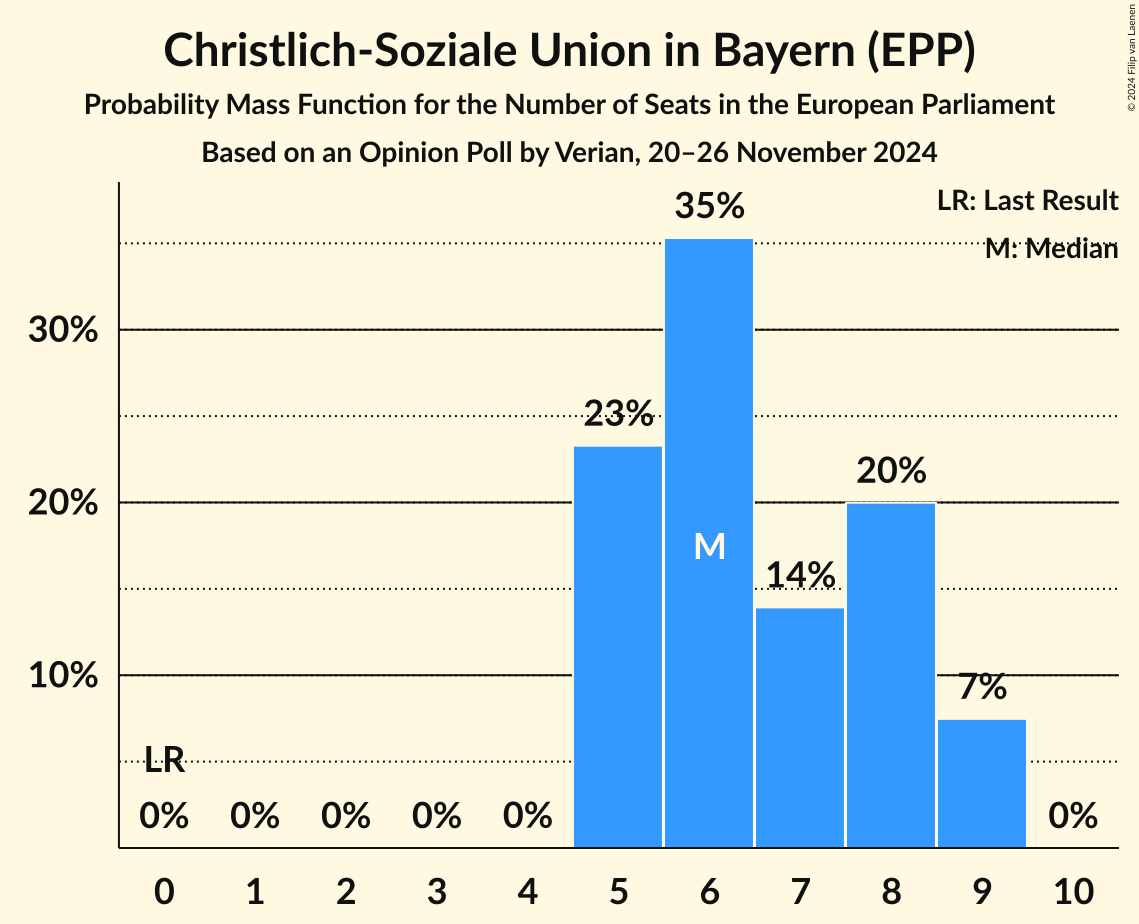 Christlich-Soziale Union in Bayern (EPP)
Probability Mass Function for the Number of Seats in the European Parliament
Based on an Opinion Poll by Verian, 20–26 November 2024
© 2024 Filip van Laenen
LR: Last Result
M: Median
35%
30%
23%
20%
20%
M
14%
10%
7%
LR
0%
0%
0%
0%
0%
0%
0 1 2 3 4 5 6 7 8 9 10